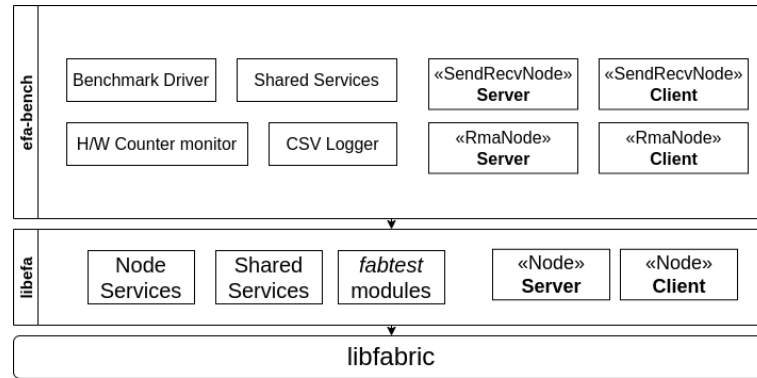 efa-bench
Benchmark Driver
Shared Services
«SendRecvNode»
Server
«SendRecvNode»
Client
H/W Counter monitor
CSV Logger
«RmaNode»
Server
«RmaNode»
Client
libefa
Node
Services
Shared
Services
fabtest
modules
«Node»
Server
«Node»
Client
libfabric